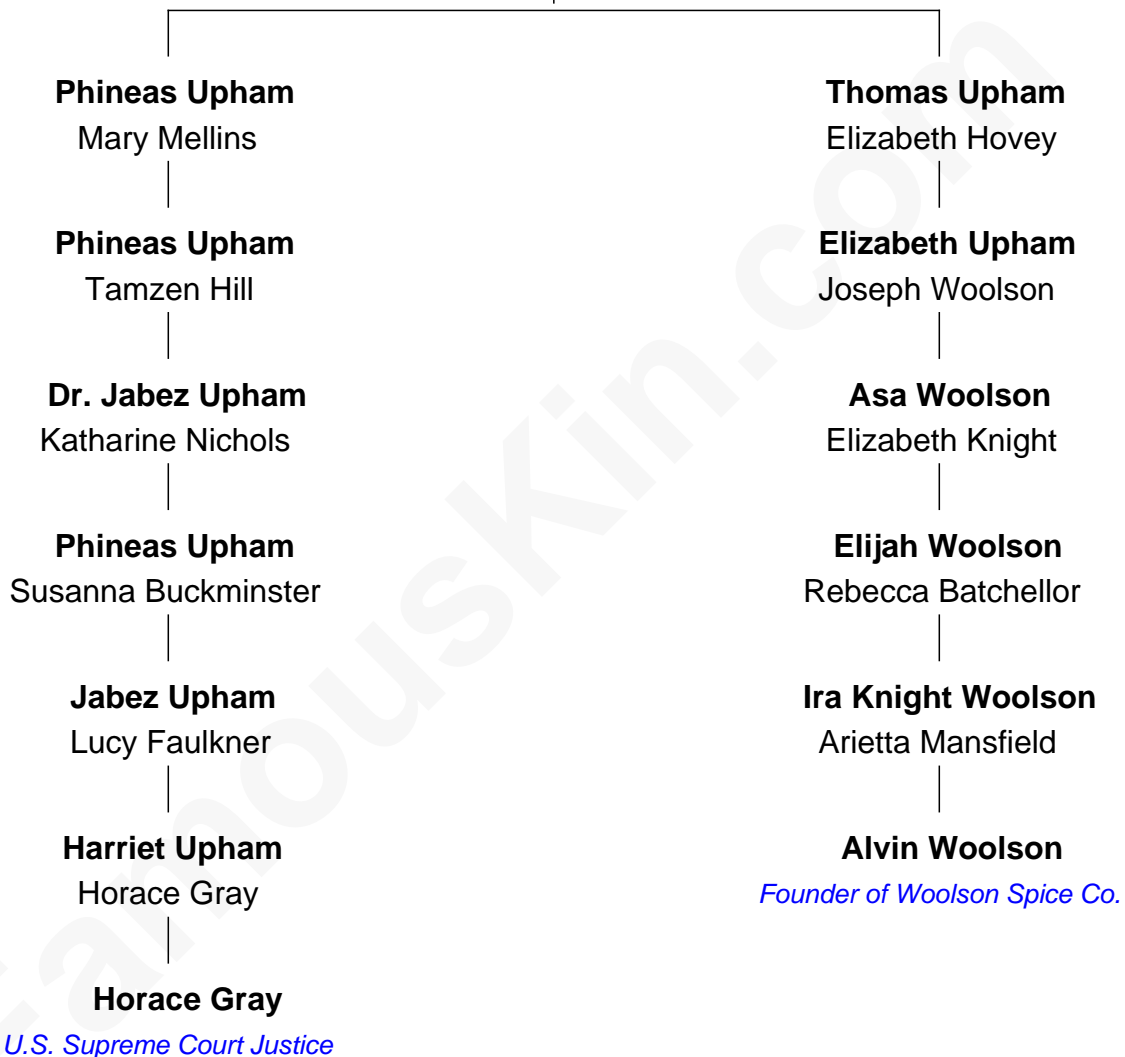 Phineas Upham
Mary Mellins
Phineas Upham
Tamzen Hill
Dr. Jabez Upham
Katharine Nichols
Phineas Upham
Susanna Buckminster
Jabez Upham
Lucy Faulkner
Harriet Upham
Horace Gray
Horace Gray
U.S. Supreme Court Justice
Thomas Upham
Elizabeth Hovey
Elizabeth Upham
Joseph Woolson
Asa Woolson
Elizabeth Knight
Elijah Woolson
Rebecca Batchellor
Ira Knight Woolson
Arietta Mansfield
Alvin Woolson
Founder of Woolson Spice Co.
FamousKin.com